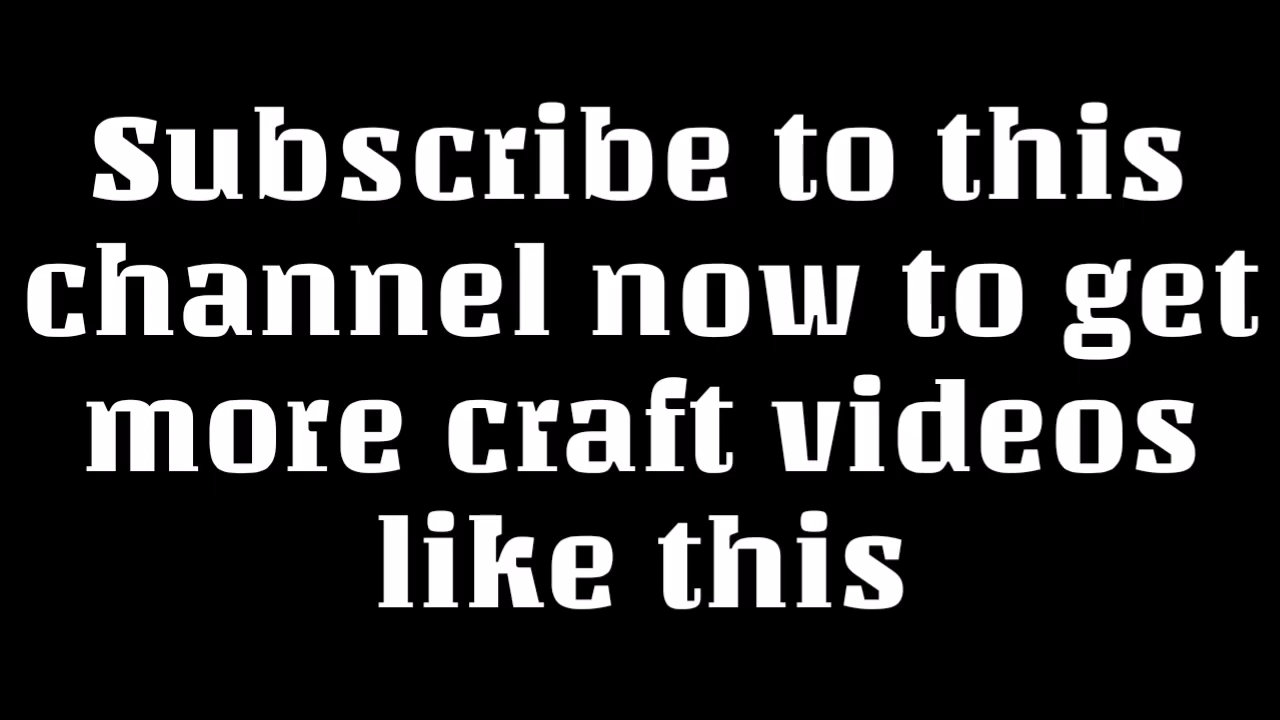 Subscribe to this
channel now to get
more craft videos
like this